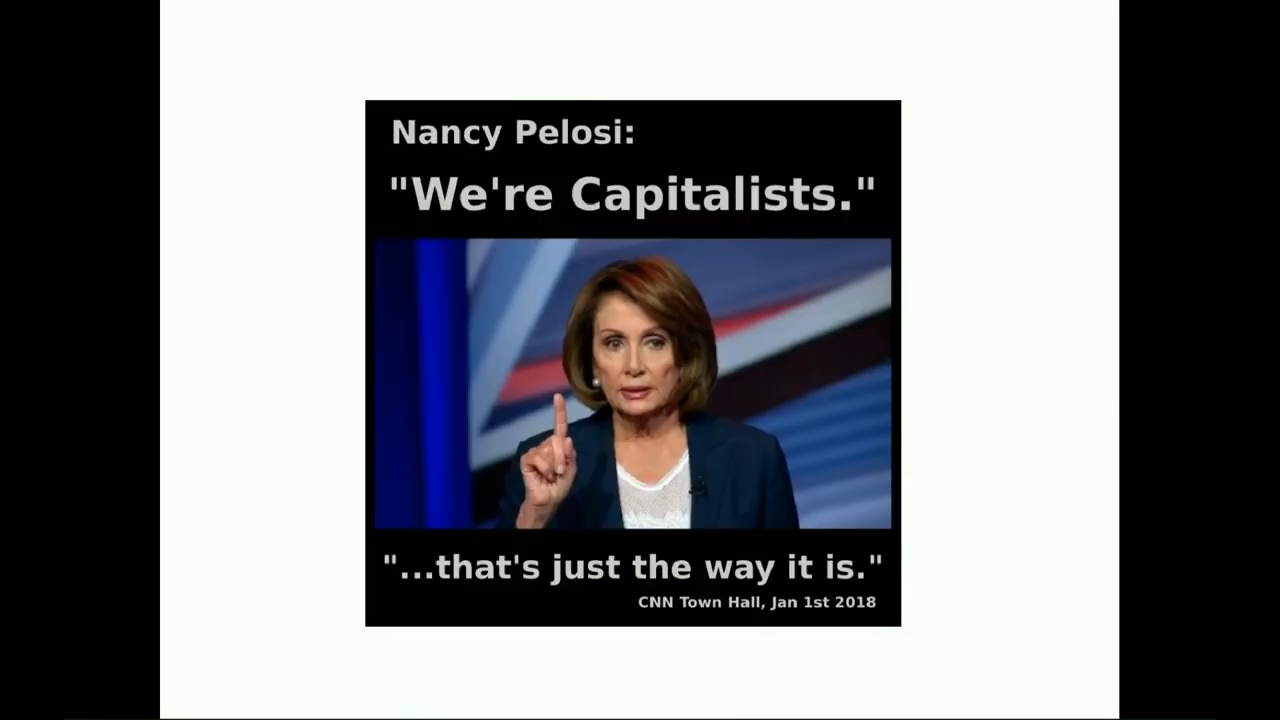 Nancy Pelosi:
"We're Capitalists."
"...that's just the way it is."
CNN Town Hall, Jan 1st 2018